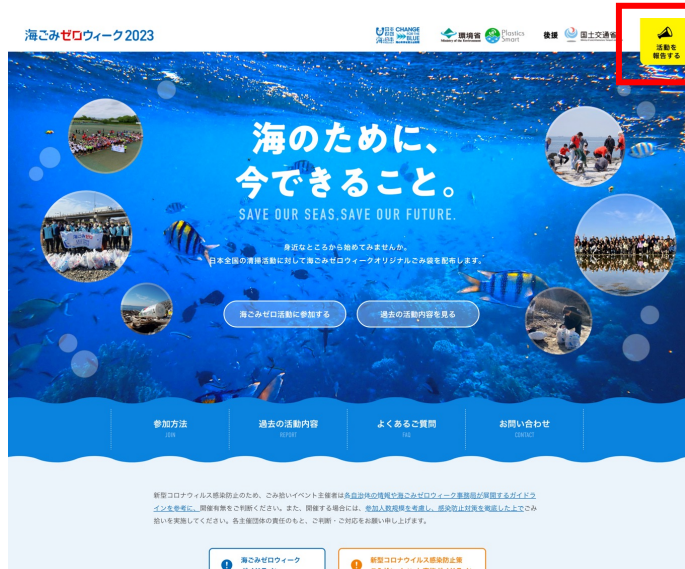 海ごみゼロウィーク2023
日本財団
海と日本
CHANGE
FOR THE
BLUE
環境省
Ministry of the Environment
Plastics
Smart
後援
国土交通省
活動を
報告する
海のために、
今できること。
SAVE OUR SEAS.SAVE OUR FUTURE.
身近なところから始めてみませんか。
日本全国の清掃活動に対して海ごみゼロウィークオリジナルごみ袋を配布します。
海ごみゼロ活動に参加する
過去の活動内容を見る
参加方法
JOIN
過去の活動内容
REPORT
よくあるご質問
FAQ
お問い合わせ
CONTACT
新型コロナウィルス感染防止のため、ごみ拾いイベント主催者は各自治体の情報や海ごみゼロウィーク事務局が展開するガイドラ
インを参考に、開催有無をご判断ください。また、開催する場合には、参加人数規模を考慮し、感染防止対策を徹底した上でごみ
拾いを実施してください。各主催団体の責任のもと、ご判断・ご対応をお願い申し上げます。
海ごみゼロウィーク
新型コロナウイルス感染防止策